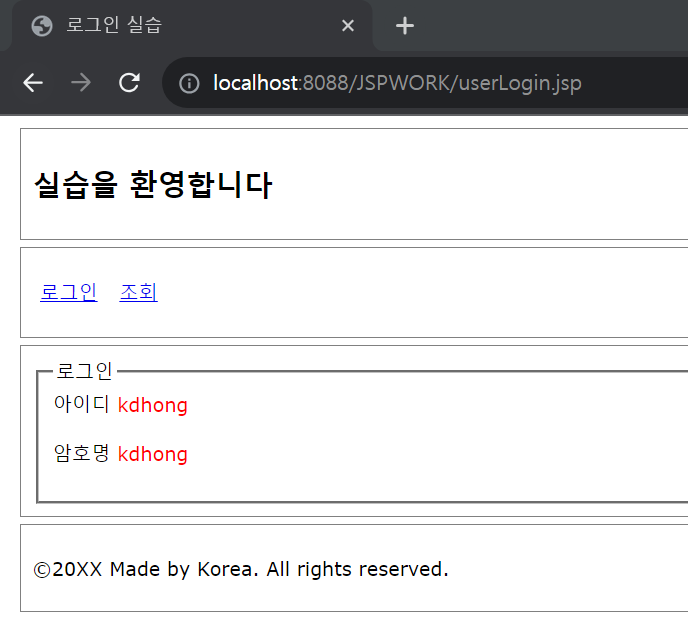 로그인 실습
localhost:8088/JSPWORK/userLogin.jsp
실습을 환영합니다
로그인 조회
로그인
아이디 kdhong
암호명 kdhong
©20XX Made by Korea. All rights reserved.